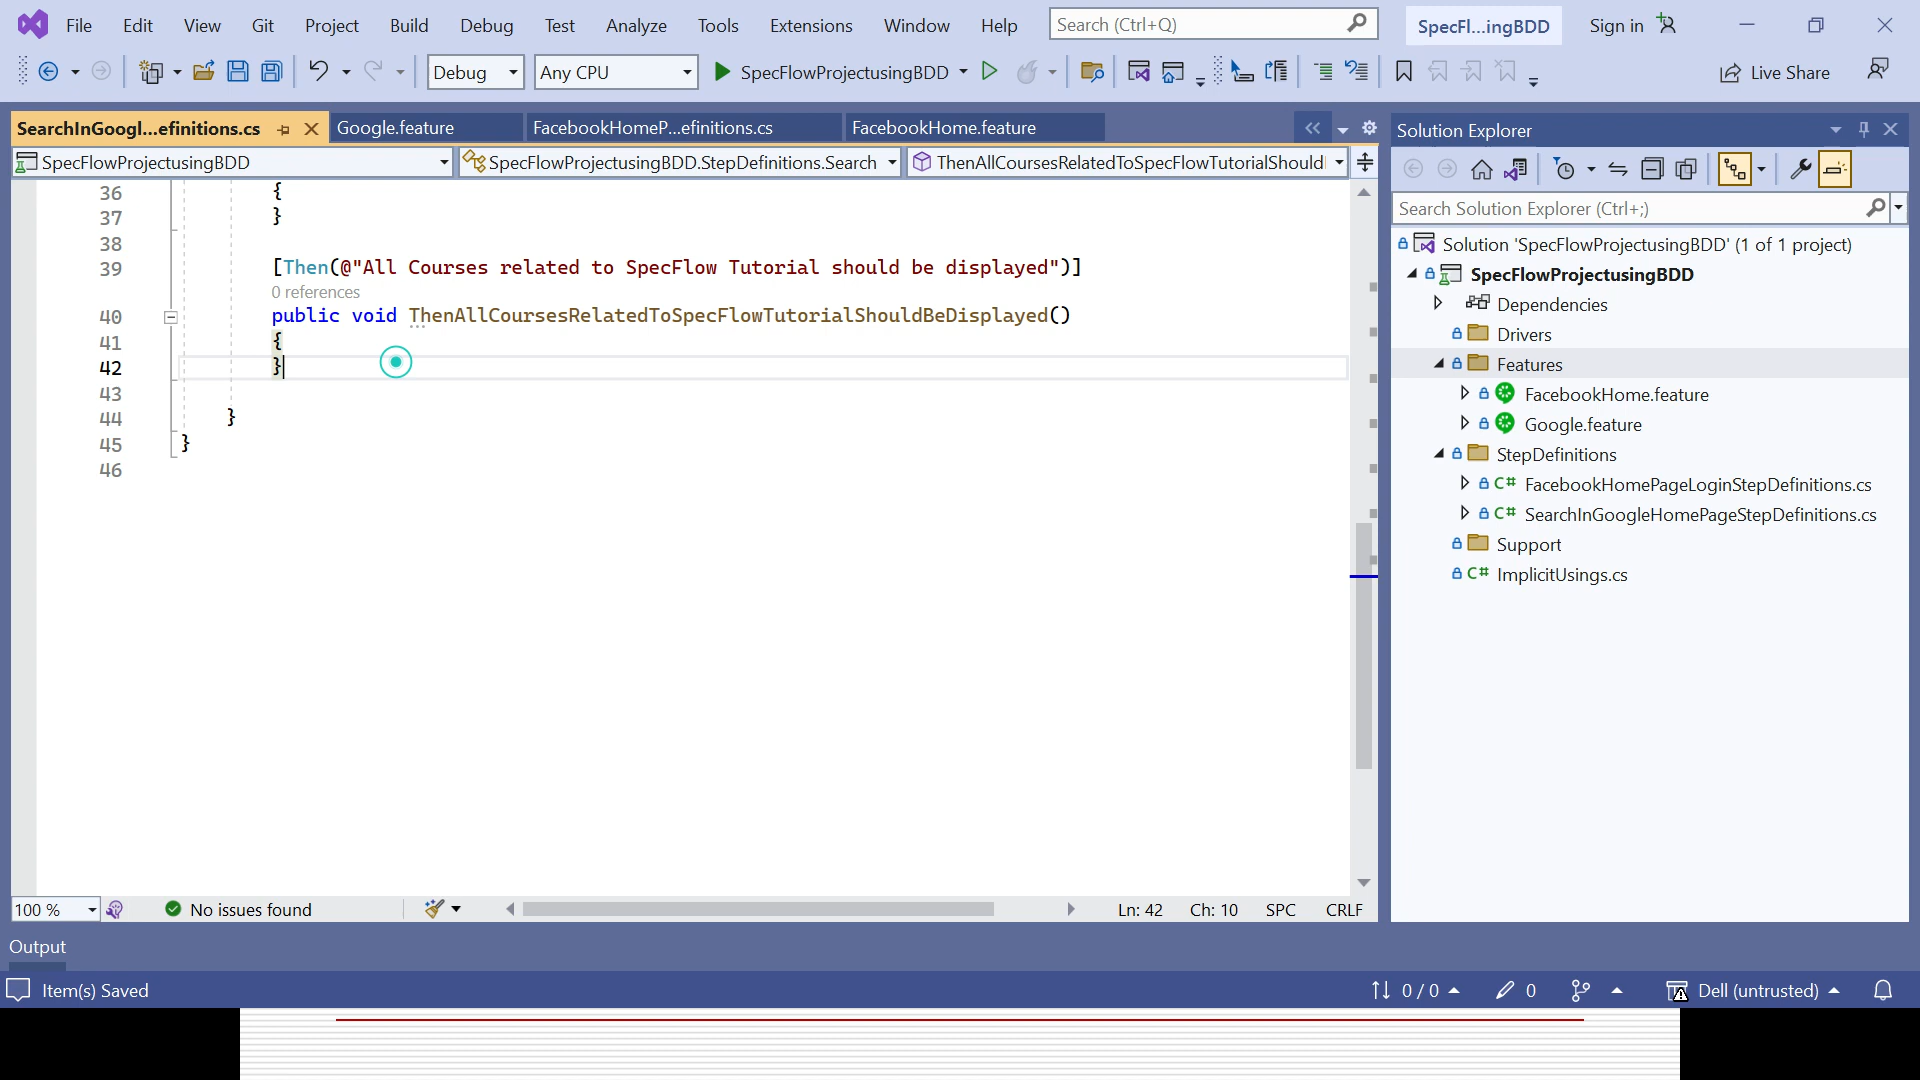 File Edit View Git Project Build Debug Test Analyze Tools Extensions Window Help Search (Ctrl+Q) SpecFl...ingBDD Sign in
Debug Any CPU SpecFlowProjectusingBDD Live Share
SearchInGoogl...efinitions.cs Google.feature FacebookHomeP...efinitions.cs FacebookHome.feature
SpecFlowProjectusingBDD SpecFlowProjectusingBDD.StepDefinitions.Search ThenAllCoursesRelatedToSpecFlowTutorialShouldI
36 {
37 }
38
39 [Then(@"All Courses related to SpecFlow Tutorial should be displayed")]
0 references
40 public void ThenAllCoursesRelatedToSpecFlowTutorialShouldBeDisplayed()
41 {
42 }
43
44 }
45 }
46
100 % No issues found Ln: 42 Ch: 10 SPC CRLF
Solution Explorer
Search Solution Explorer (Ctrl+;)
Solution 'SpecFlowProjectusingBDD' (1 of 1 project)
SpecFlowProjectusingBDD
Dependencies
Drivers
Features
FacebookHome.feature
Google.feature
StepDefinitions
C# FacebookHomePageLoginStepDefinitions.cs
C# SearchInGoogleHomePageStepDefinitions.cs
Support
C# ImplicitUsings.cs
Output
Item(s) Saved 0 / 0 0 Dell (untrusted)